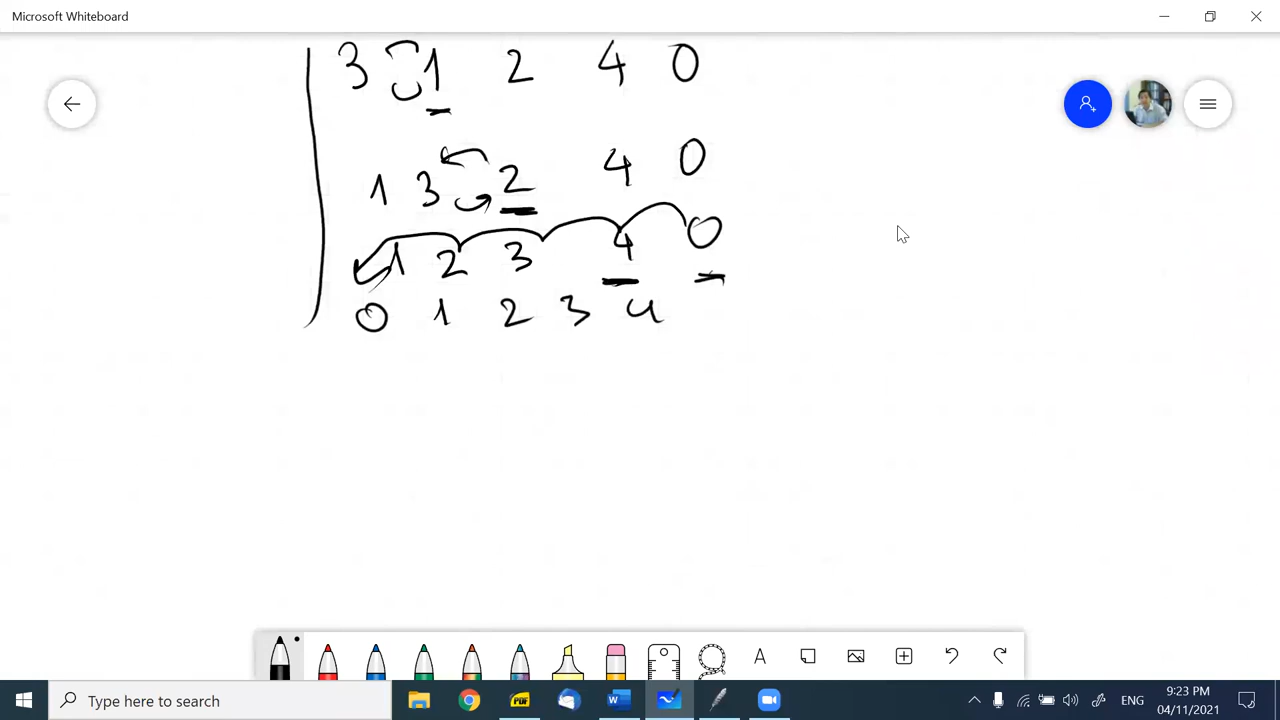 Microsoft Whiteboard
3 1 2 4 0
1 3 2 4 0
1 2 3 4 0
0 1 2 3 4
A
Type here to search
PDF
W
ENG
9:23 PM
04/11/2021